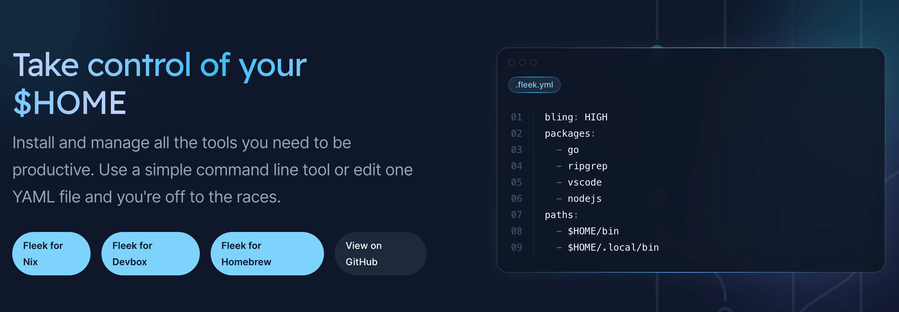 Take control of your
$HOME
Install and manage all the tools you need to be
productive. Use a simple command line tool or edit one
YAML file and you're off to the races.
Fleek for
Nix
Fleek for
Devbox
Fleek for
Homebrew
View on
GitHub
.fleek.yml
01 bling: HIGH
02 packages:
03 - go
04 - ripgrep
05 - vscode
06 - nodejs
07 paths:
08 - $HOME/bin
09 - $HOME/.local/bin